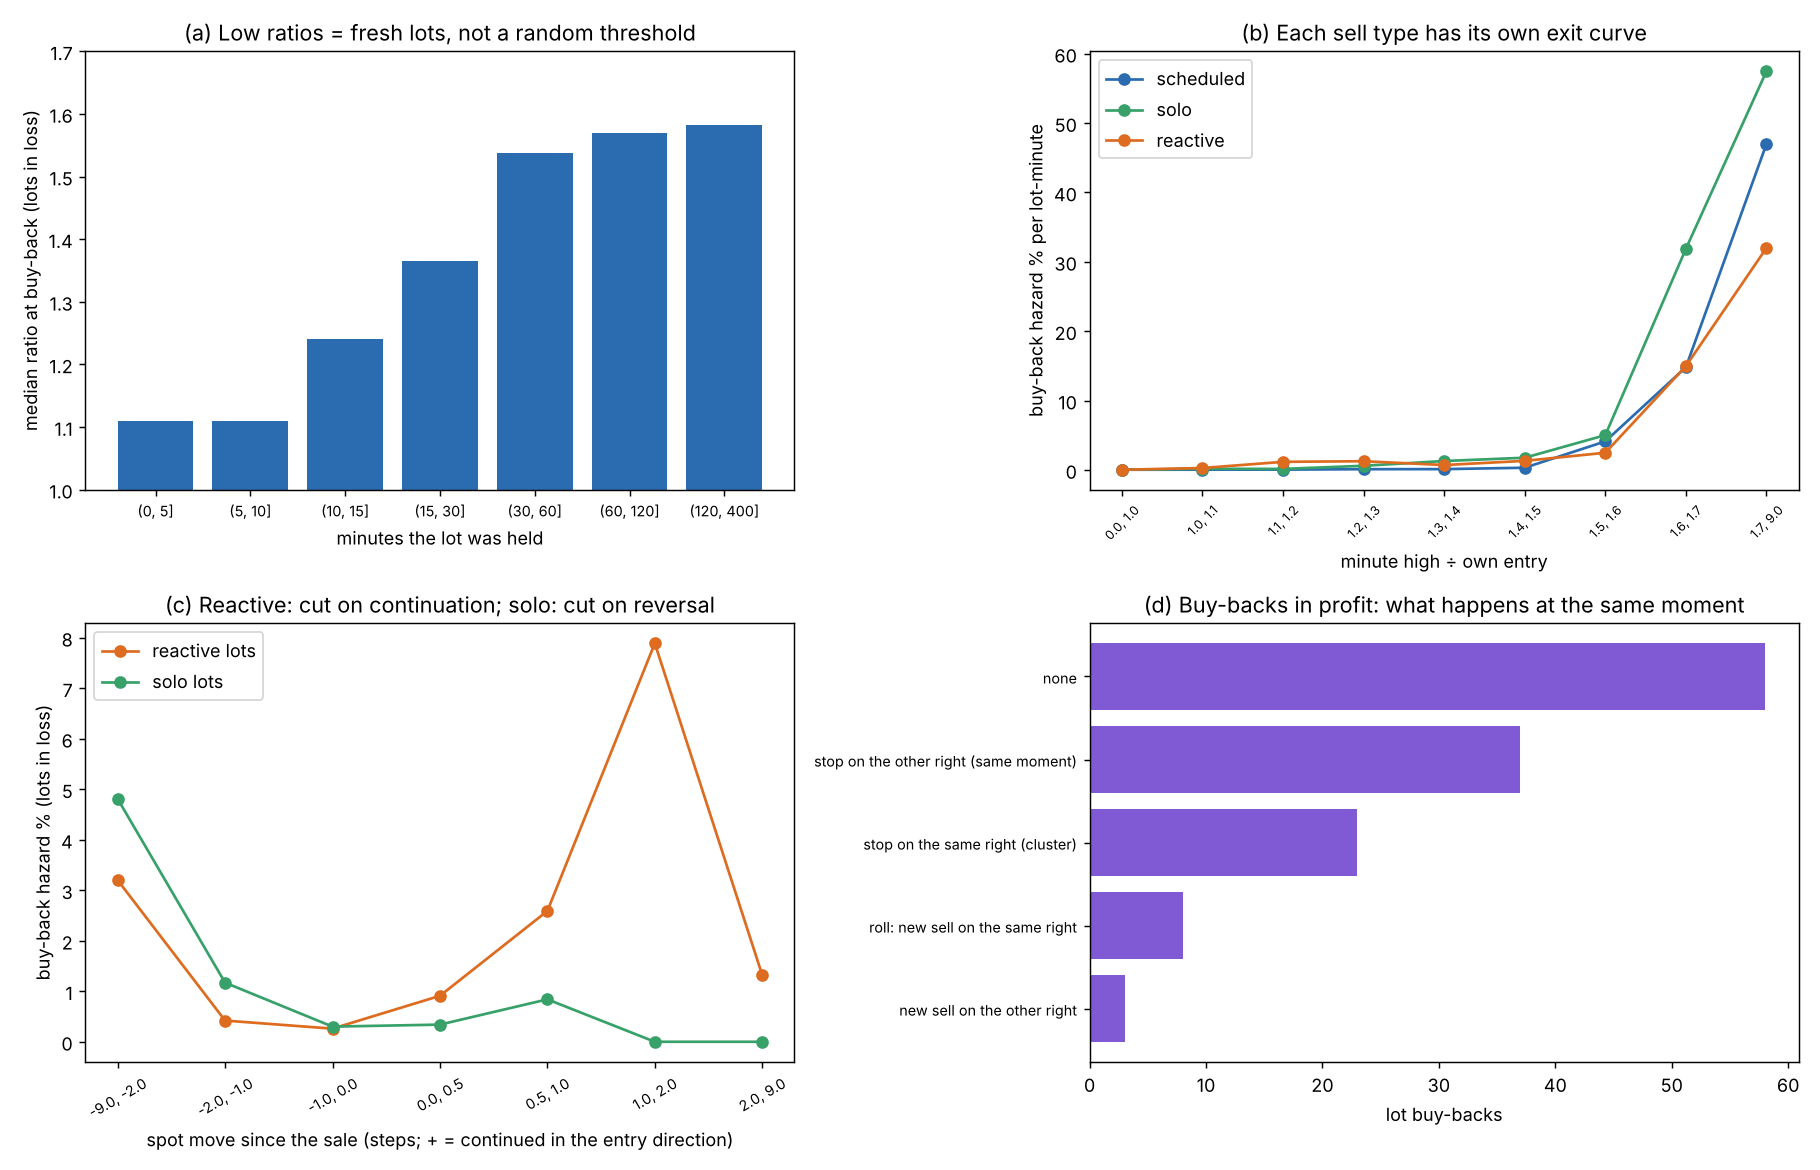 (a) Low ratios = fresh lots, not a random threshold
median ratio at buy-back (lots in loss)
1.7
1.6
1.5
1.4
1.3
1.2
1.1
1.0
(0, 5]
(5, 10]
(10, 15]
(15, 30]
(30, 60]
(60, 120]
(120, 400]
minutes the lot was held
(b) Each sell type has its own exit curve
scheduled
solo
reactive
buy-back hazard % per lot-minute
60
50
40
30
20
10
0
0.0, 1.0
1.0, 1.1
1.1, 1.2
1.2, 1.3
1.3, 1.4
1.4, 1.5
1.5, 1.6
1.6, 1.7
1.7, 9.0
minute high ÷ own entry
(c) Reactive: cut on continuation; solo: cut on reversal
reactive lots
solo lots
buy-back hazard % (lots in loss)
8
7
6
5
4
3
2
1
0
-9.0, -2.0
-2.0, -1.0
-1.0, 0.0
0.0, 0.5
0.5, 1.0
1.0, 2.0
2.0, 9.0
spot move since the sale (steps; + = continued in the entry direction)
(d) Buy-backs in profit: what happens at the same moment
none
stop on the other right (same moment)
stop on the same right (cluster)
roll: new sell on the same right
new sell on the other right
0
10
20
30
40
50
60
lot buy-backs